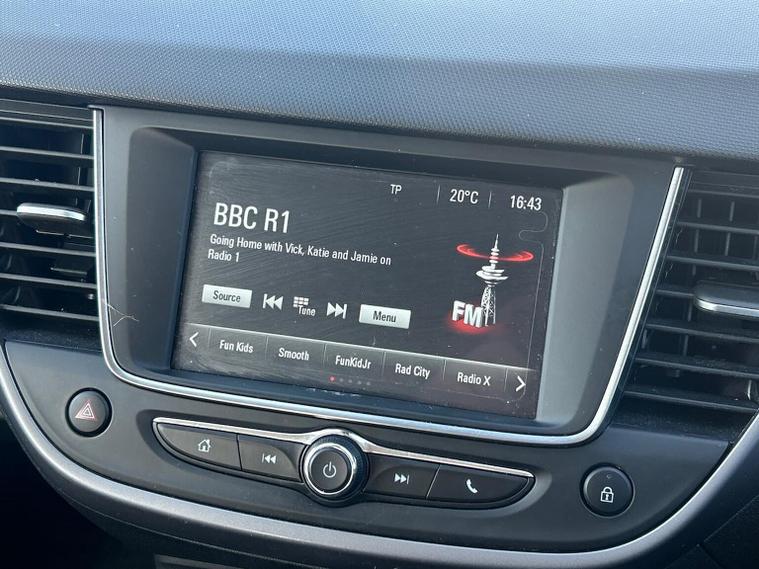 TP 20°C 16:43
BBC R1
Going Home with Vick, Katie and Jamie on
Radio 1
Source Tune Menu
FM
Fun Kids Smooth FunKidJr Rad City Radio X